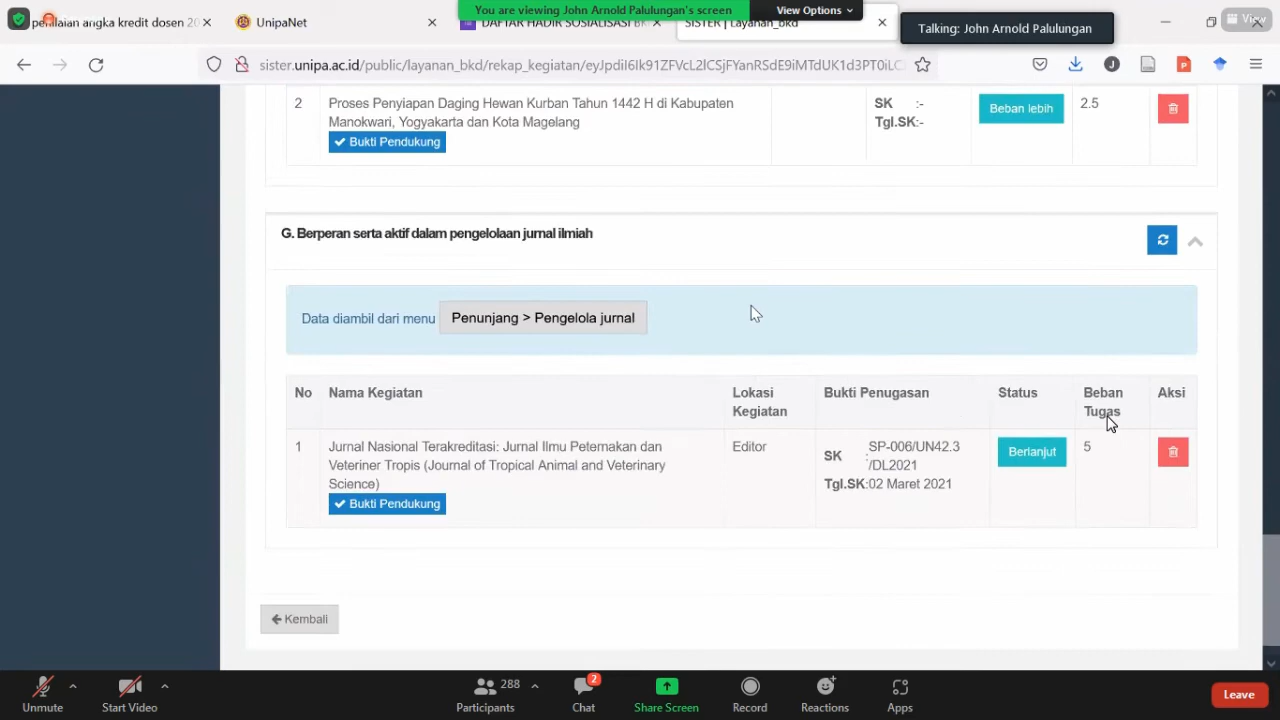 penilaian angka kredit dosen 20
UnipaNet
You are viewing John Arnold Palulungan's screen
View Options
DAFTAR HADIR SOSIALISASI BK
SISTER | Layanan_bkd
Talking: John Arnold Palulungan
View
sister.unipa.ac.id/public/layanan_bkd/rekap_kegiatan/
2
Proses Penyiapan Daging Hewan Kurban Tahun 1442 H di Kabupaten
Manokwari, Yogyakarta dan Kota Magelang
Bukti Pendukung
SK :-
Tgl.SK:-
Beban lebih
2.5
G. Berperan serta aktif dalam pengelolaan jurnal ilmiah
Data diambil dari menu Penunjang > Pengelola jurnal
No
Nama Kegiatan
Lokasi
Kegiatan
Bukti Penugasan
Status
Beban
Tugas
Aksi
1
Jurnal Nasional Terakreditasi: Jurnal Ilmu Peternakan dan
Veteriner Tropis (Journal of Tropical Animal and Veterinary
Science)
Bukti Pendukung
Editor
SK : SP-006/UN42.3
/DL2021
Tgl.SK:02 Maret 2021
Berlanjut
5
Kembali
Unmute
Start Video
288
Participants
2
Chat
Share Screen
Record
Reactions
Apps
Leave